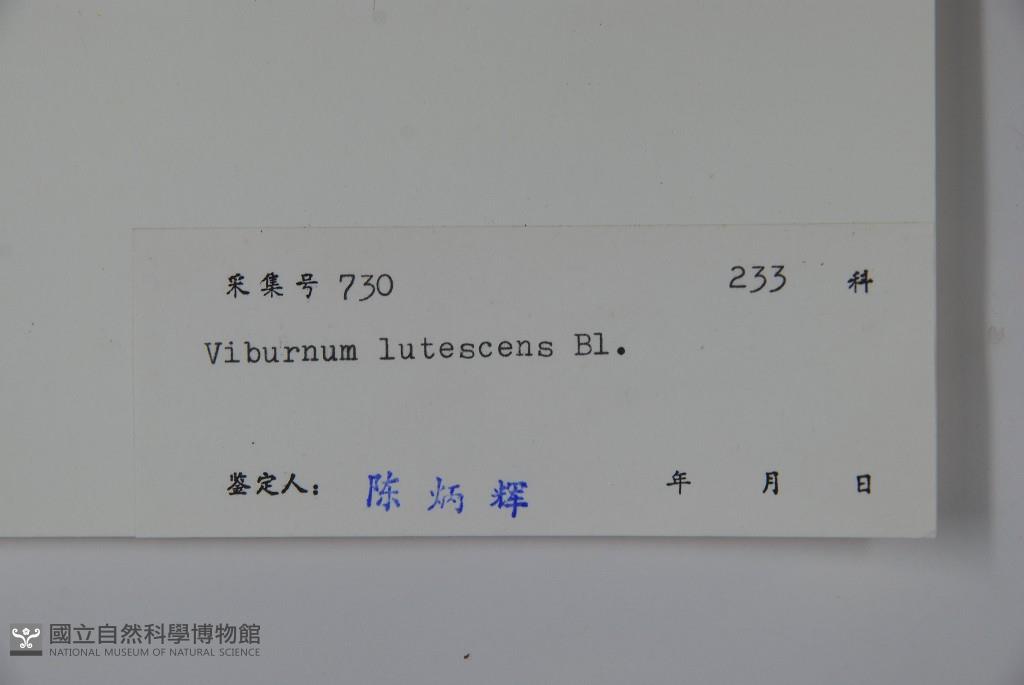 采集号 730 233 科
Viburnum lutescens Bl.
鉴定人： 陈炳辉 年 月 日
國立自然科學博物館
NATIONAL MUSEUM OF NATURAL SCIENCE